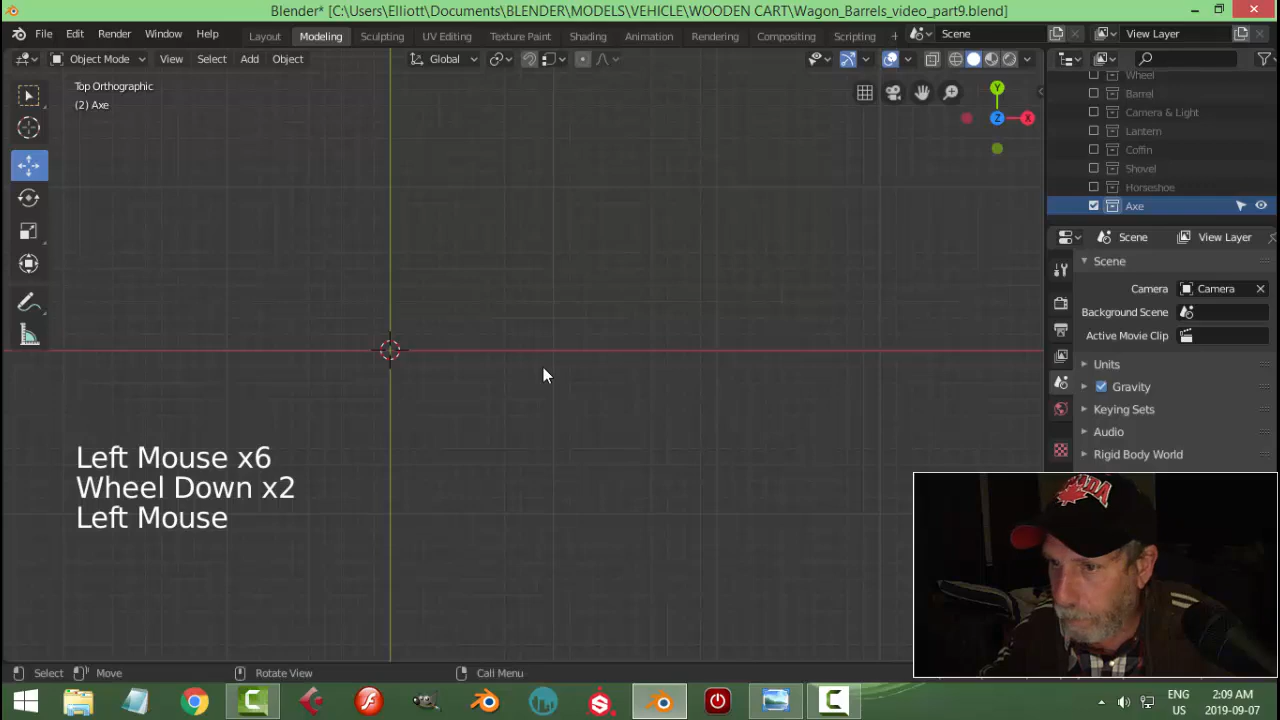 Blender* [C:\Users\Elliott\Documents\BLENDER\MODELS\VEHICLE\WOODEN CART\Wagon_Barrels_video_part9.blend]
File Edit Render Window Help Layout Modeling Sculpting UV Editing Texture Paint Shading Animation Rendering Compositing Scripting + Scene View Layer
Object Mode View Select Add Object Global
Top Orthographic
(2) Axe
Y
Z X
Wheel
Barrel
Camera & Light
Lantern
Coffin
Shovel
Horseshoe
Axe
Scene View Layer
Scene
Camera Camera
Background Scene
Active Movie Clip
Units
Gravity
Keying Sets
Audio
Rigid Body World
Left Mouse x6
Wheel Down x2
Left Mouse
Select Move Rotate View Call Menu
ENG 2:09 AM
US 2019-09-07